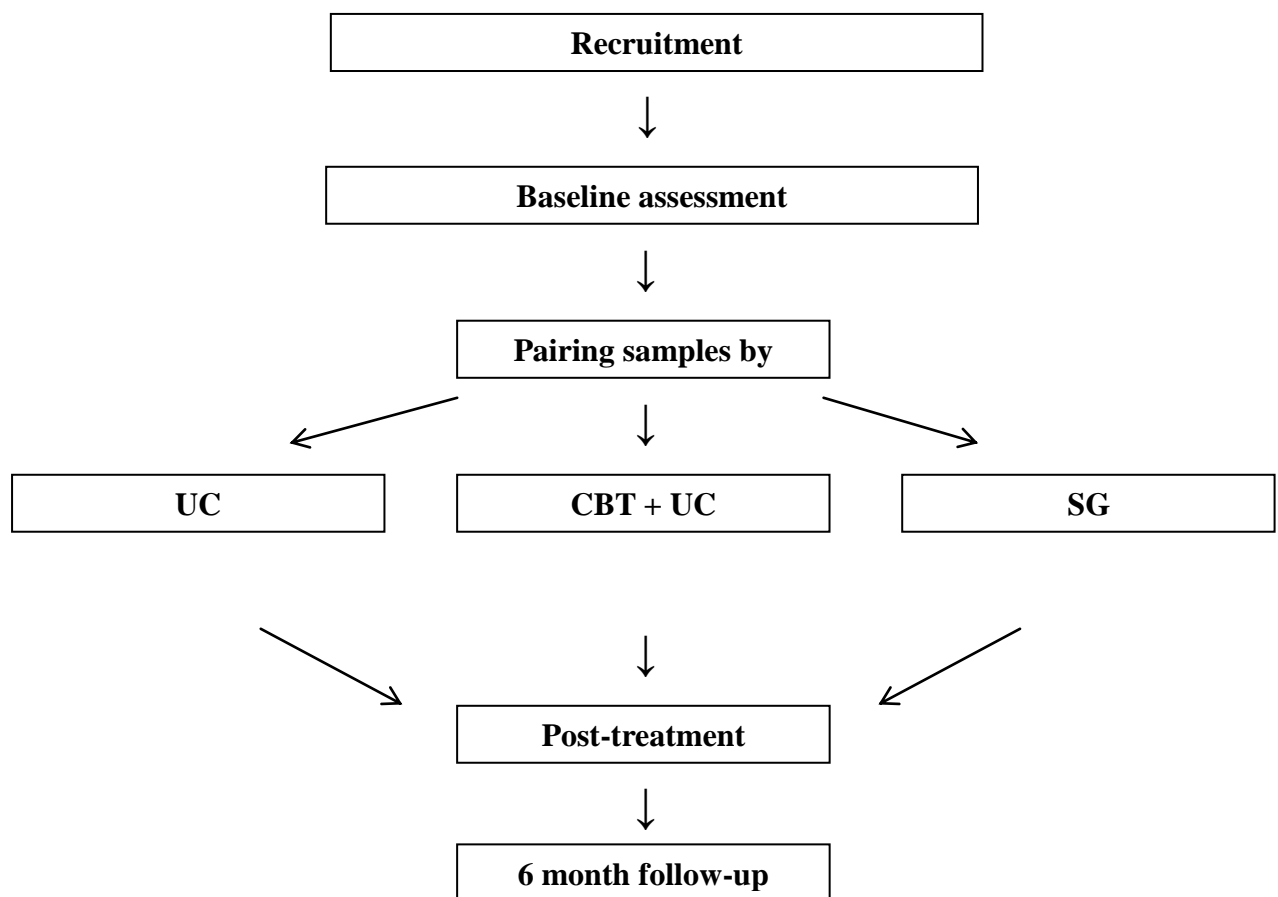 Recruitment
↓
Baseline assessment
↓
Pairing samples by
↓
UC
CBT + UC
SG
↓
Post-treatment
↓
6 month follow-up